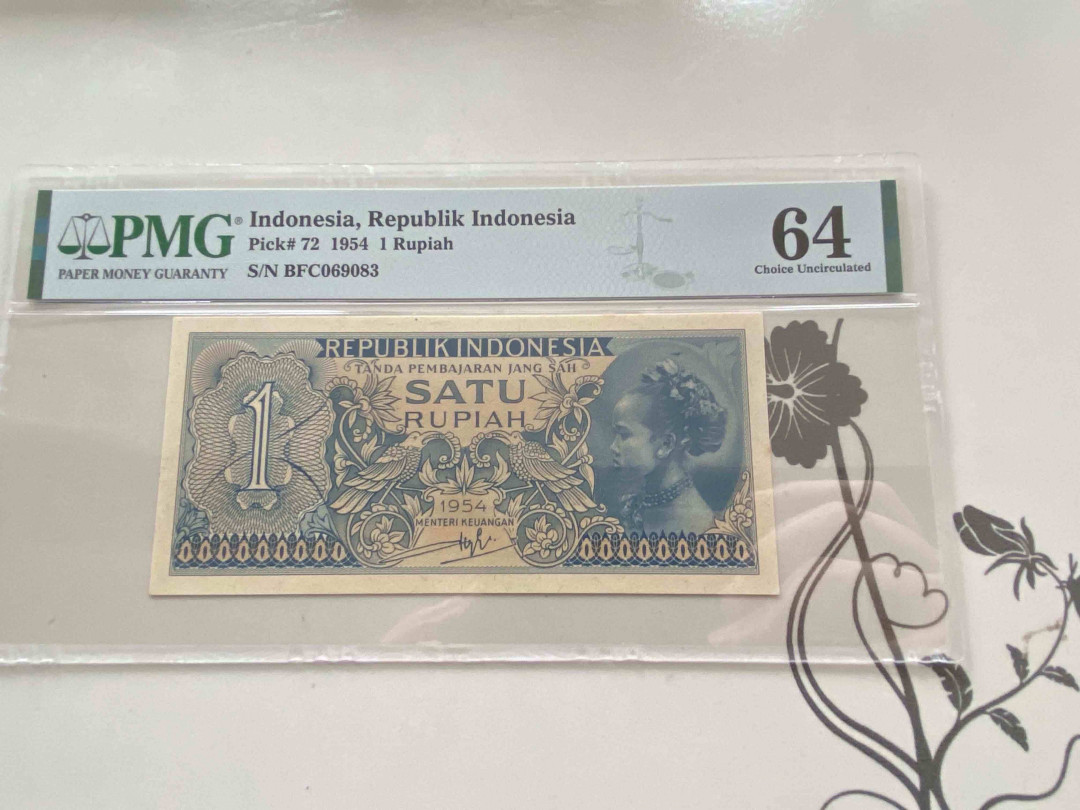 PMG®
PAPER MONEY GUARANTY
Indonesia, Republik Indonesia
Pick# 72 1954 1 Rupiah
S/N BFC069083
64
Choice Uncirculated
REPUBLIK INDONESIA
TANDA PEMBAJARAN JANG SAH
SATU
RUPIAH
1
1954
MENTERI KEUANGAN